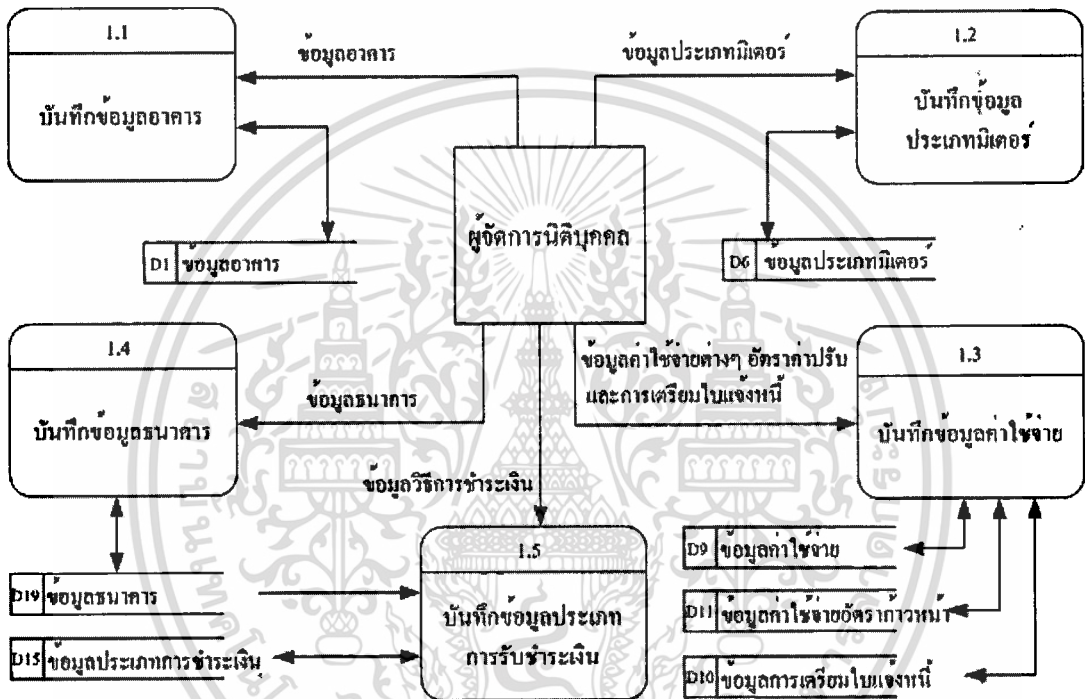 1.1
บันทึกข้อมูลอาคาร
ข้อมูลอาคาร
ข้อมูลประเภทมิเตอร์
1.2
บันทึกข้อมูล
ประเภทมิเตอร์
ผู้จัดการนิติบุคคล
D1 ข้อมูลอาคาร
D6 ข้อมูลประเภทมิเตอร์
1.4
บันทึกข้อมูลธนาคาร
ข้อมูลธนาคาร
ข้อมูลค่าใช้จ่ายต่างๆ อัตราค่าปรับ
และการเตรียมใบแจ้งหนี้
1.3
บันทึกข้อมูลค่าใช้จ่าย
ข้อมูลวิธีการชำระเงิน
1.5
บันทึกข้อมูลประเภท
การรับชำระเงิน
D19 ข้อมูลธนาคาร
D15 ข้อมูลประเภทการชำระเงิน
D9 ข้อมูลค่าใช้จ่าย
D11 ข้อมูลค่าใช้จ่ายอัตราก้าวหน้า
D10 ข้อมูลการเตรียมใบแจ้งหนี้